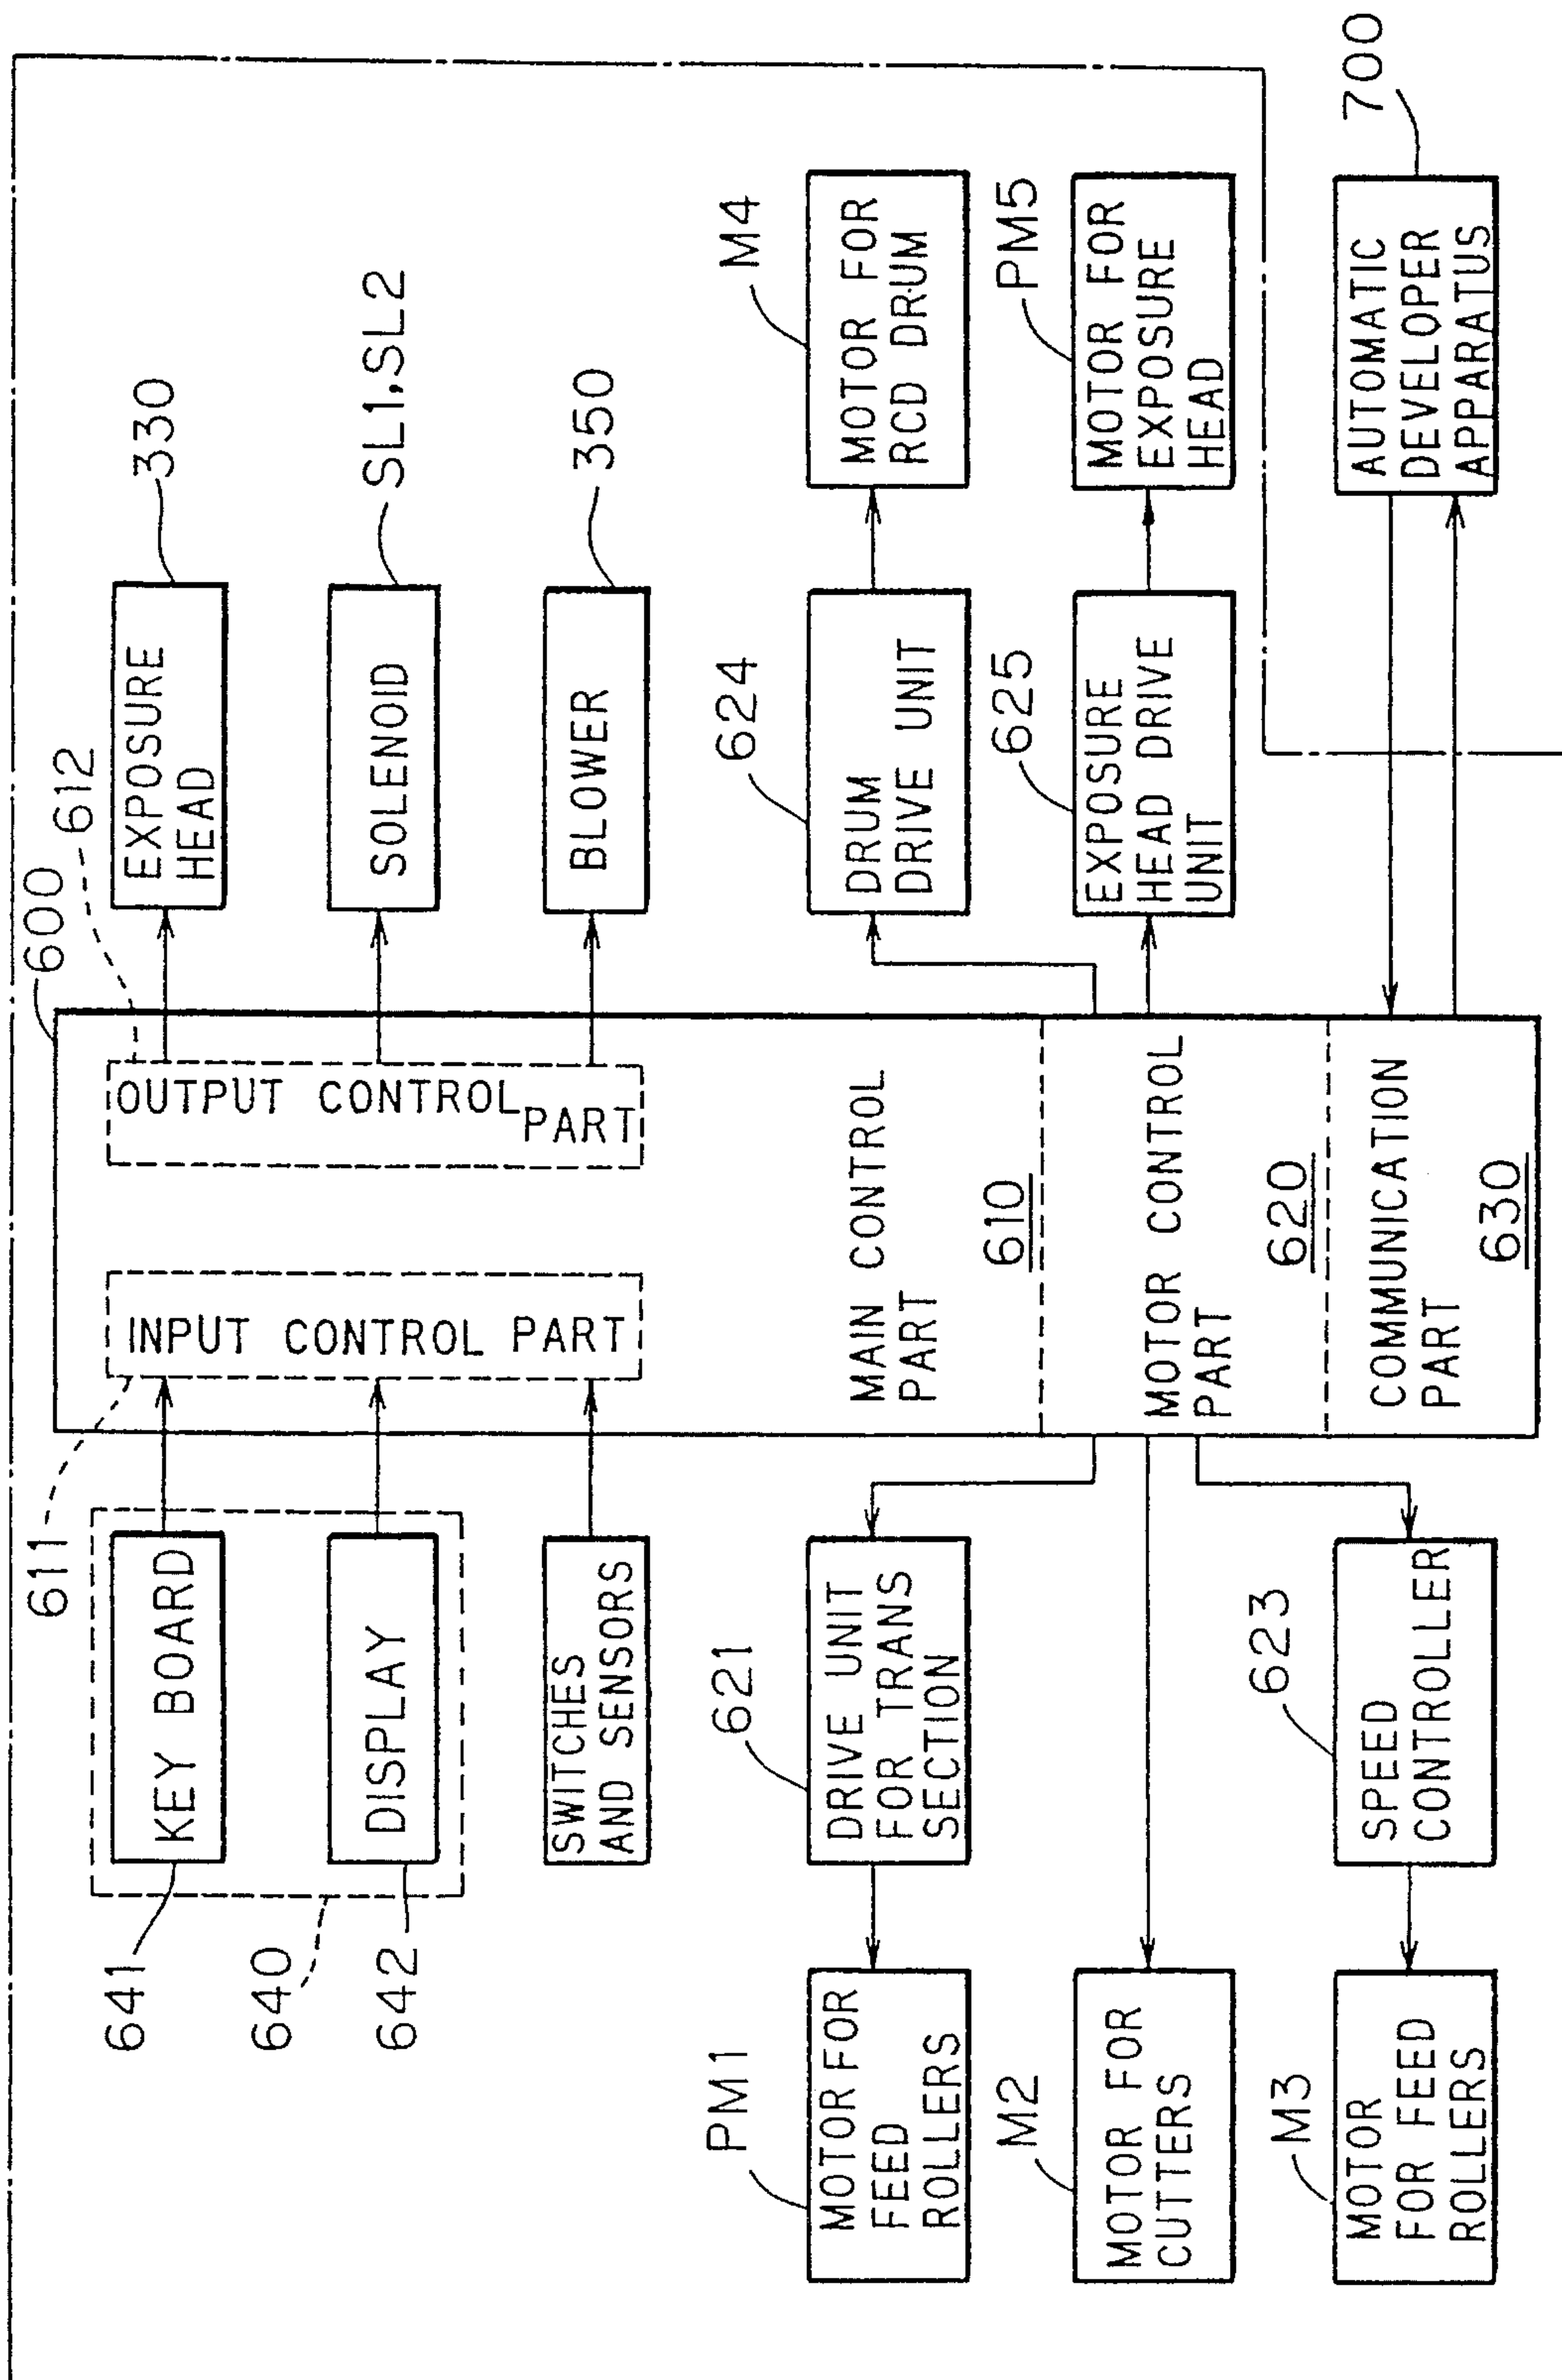 600
611
612
641
KEY BOARD
INPUT CONTROL PART
OUTPUT CONTROL
PART
EXPOSURE
HEAD
330
640
642
DISPLAY
SOLENOID
SL1,SL2
SWITCHES
AND SENSORS
BLOWER
350
PM1
MOTOR FOR
FEED
ROLLERS
621
DRIVE UNIT
FOR TRANS
SECTION
MAIN CONTROL
PART
610
624
DRUM
DRIVE UNIT
M4
MOTOR FOR
RCD DRUM
M2
MOTOR FOR
CUTTERS
MOTOR CONTROL
PART
620
625
EXPOSURE
HEAD DRIVE
UNIT
PM5
MOTOR FOR
EXPOSURE
HEAD
M3
MOTOR
FOR FEED
ROLLERS
623
SPEED
CONTROLLER
COMMUNICATION
PART
630
AUTOMATIC
DEVELOPER
APPARATUS
700